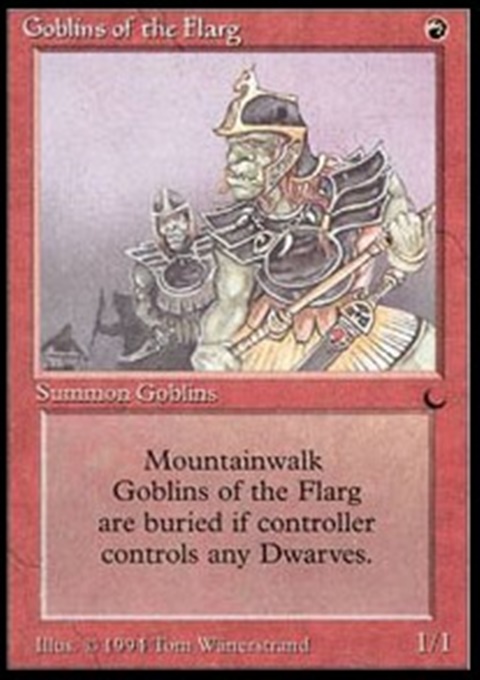 Goblins of the Flarg
Summon Goblins
Mountainwalk
Goblins of the Flarg
are buried if controller
controls any Dwarves.
Illus. © 1994 Tom Wänerstrand
1/1